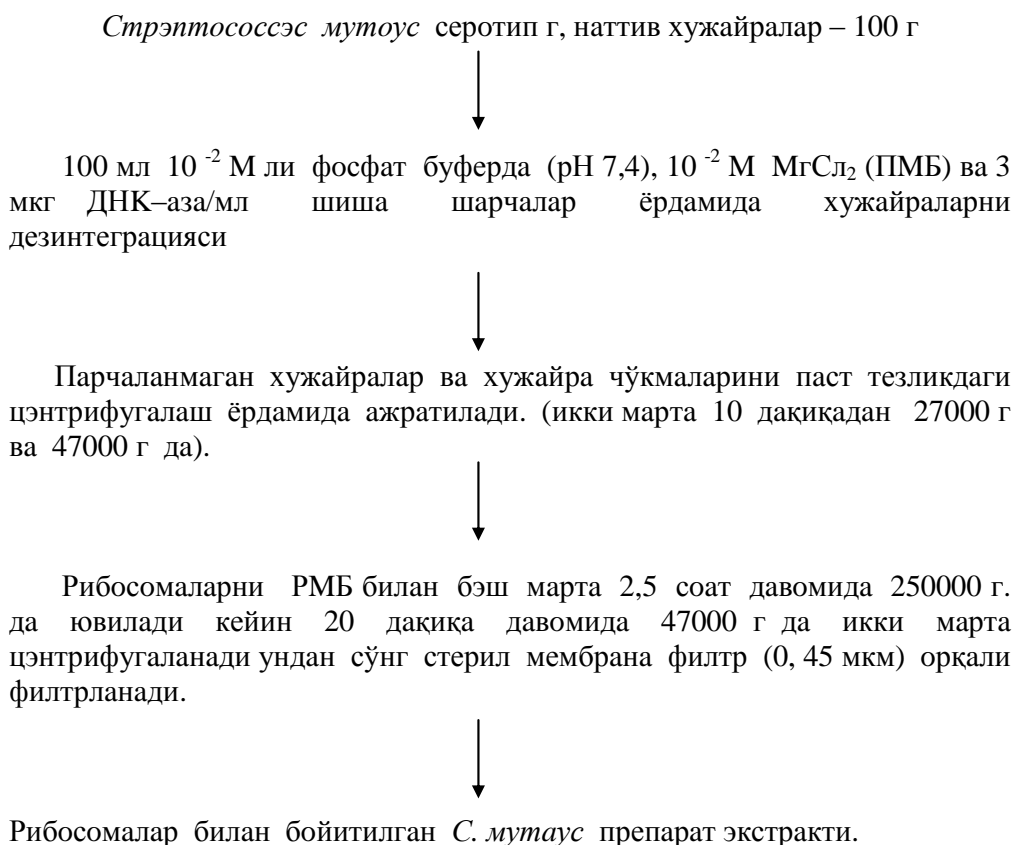 Стрэптососсэс мутоус серотип г, наттив хужайралар – 100 г
100 мл 10 -2 М ли фосфат буферда (рН 7,4), 10 -2 М МгСл2 (ПМБ) ва 3
мкг ДНК–аза/мл шиша шарчалар ёрдамида хужайраларни
дезинтеграцияси
Парчаланмаган хужайралар ва хужайра чўкмаларини паст тезликдаги
цэнтрифугалаш ёрдамида ажратилади. (икки марта 10 дақиқадан 27000 г
ва 47000 г да).
Рибосомаларни РМБ билан бэш марта 2,5 соат давомида 250000 г.
да ювилади кейин 20 дақиқа давомида 47000 г да икки марта
цэнтрифугаланади ундан сўнг стерил мембрана филтр (0, 45 мкм) орқали
филтрланади.
Рибосомалар билан бойитилган С. мутаус препарат экстракти.